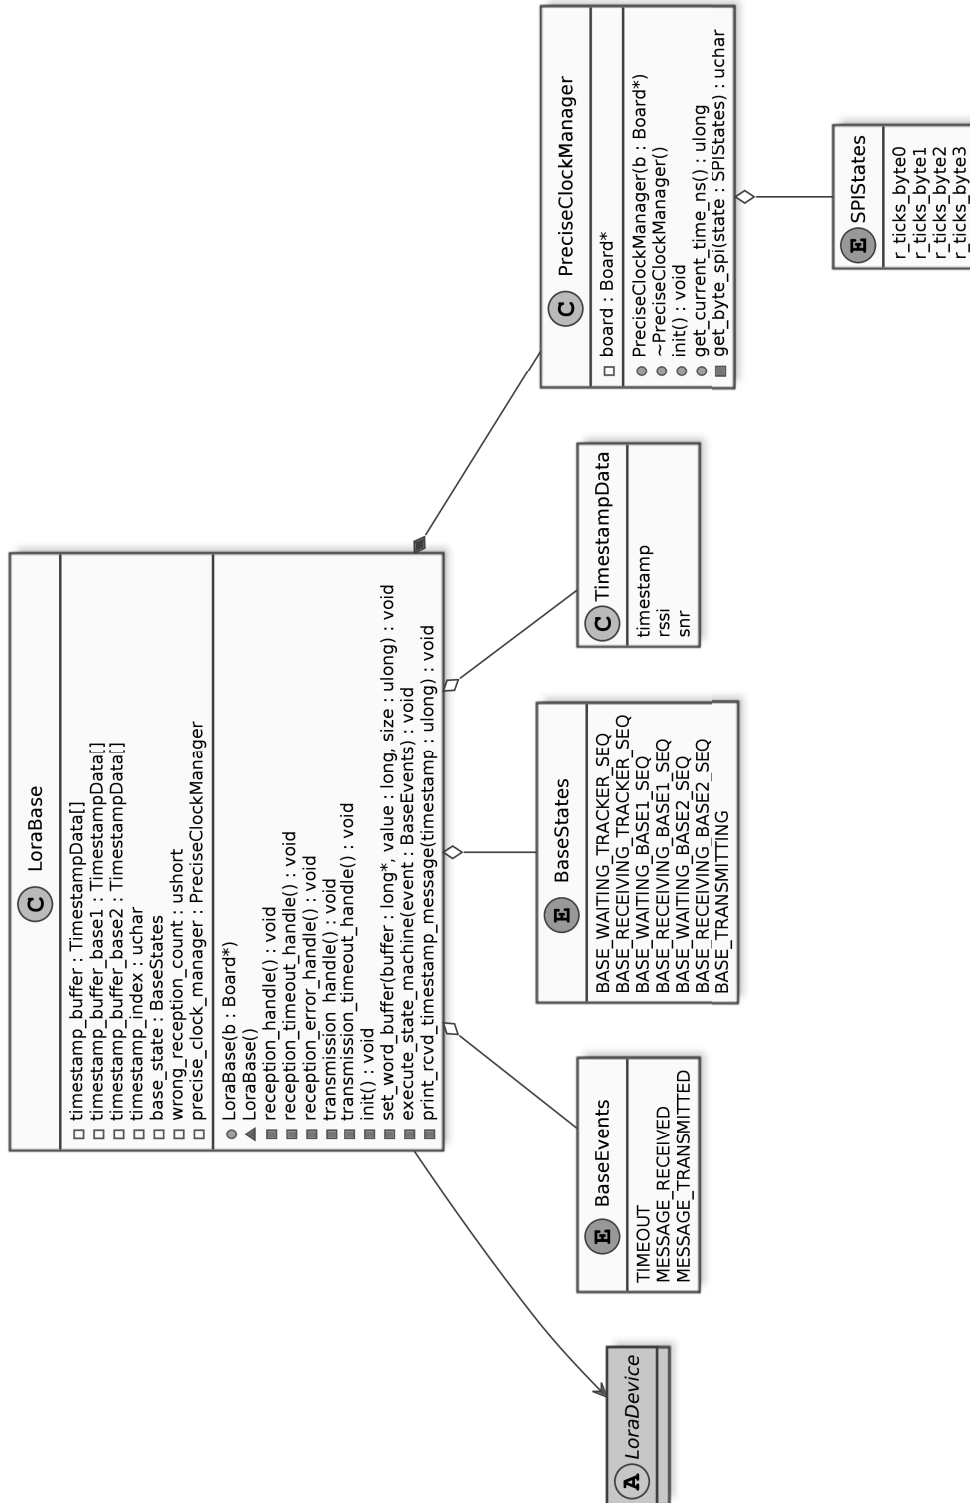 C LoraBase
timestamp_buffer : TimestampData[]
timestamp_buffer_base1 : TimestampData[]
timestamp_buffer_base2 : TimestampData[]
timestamp_index : uchar
base_state : BaseStates
wrong_reception_count : ushort
precise_clock_manager : PreciseClockManager
LoraBase(b : Board*)
LoraBase()
reception_handle() : void
reception_timeout_handle() : void
reception_error_handle() : void
transmission_handle() : void
transmission_timeout_handle() : void
init() : void
set_word_buffer(buffer : long*, value : long, size : ulong) : void
execute_state_machine(event : BaseEvents) : void
print_rcvd_timestamp_message(timestamp : ulong) : void
A LoraDevice
E BaseEvents
TIMEOUT
MESSAGE_RECEIVED
MESSAGE_TRANSMITTED
E BaseStates
BASE_WAITING_TRACKER_SEQ
BASE_RECEIVING_TRACKER_SEQ
BASE_WAITING_BASE1_SEQ
BASE_RECEIVING_BASE1_SEQ
BASE_WAITING_BASE2_SEQ
BASE_RECEIVING_BASE2_SEQ
BASE_TRANSMITTING
C TimestampData
timestamp
rssi
snr
C PreciseClockManager
board : Board*
PreciseClockManager(b : Board*)
~PreciseClockManager()
init() : void
get_current_time_ns() : ulong
get_byte_spi(state : SPIStates) : uchar
E SPIStates
r_ticks_byte0
r_ticks_byte1
r_ticks_byte2
r_ticks_byte3